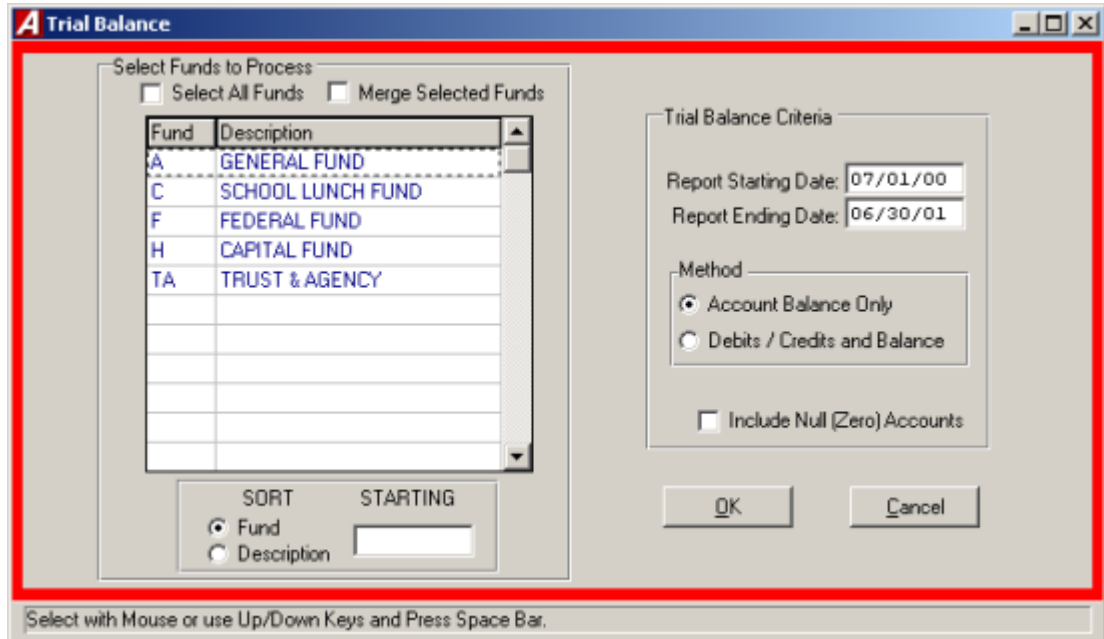 A Trial Balance
Select Funds to Process
Select All Funds Merge Selected Funds
Fund Description
A GENERAL FUND
C SCHOOL LUNCH FUND
F FEDERAL FUND
H CAPITAL FUND
TA TRUST & AGENCY
SORT STARTING
Fund
Description
Trial Balance Criteria
Report Starting Date: 07/01/00
Report Ending Date: 06/30/01
Method
Account Balance Only
Debits / Credits and Balance
Include Null (Zero) Accounts
OK Cancel
Select with Mouse or use Up/Down Keys and Press Space Bar.